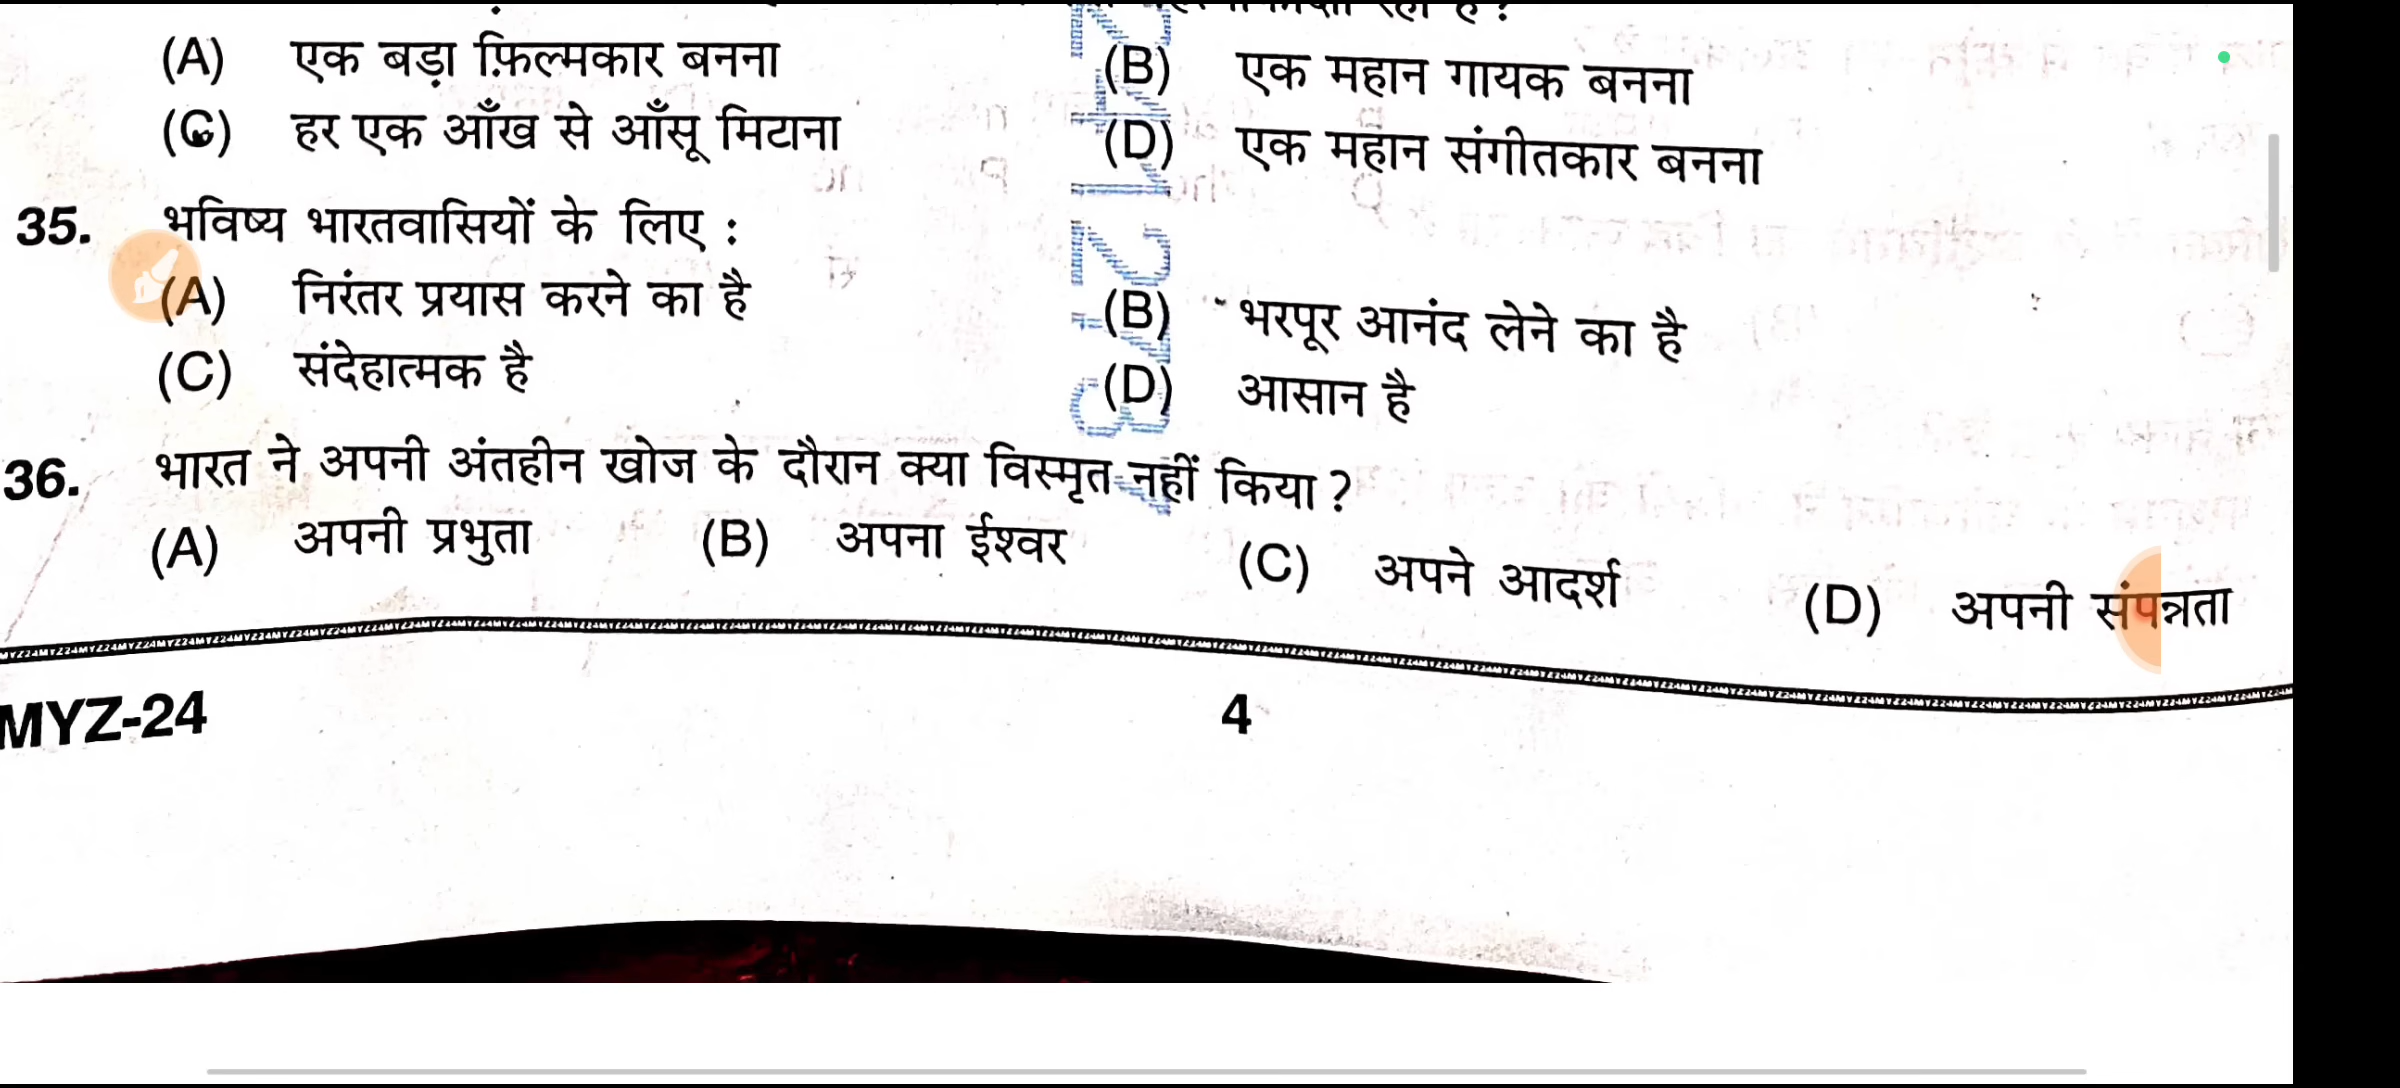 (A) एक बड़ा फ़िल्मकार बनना (B) एक महान गायक बनना
(C) हर एक आँख से आँसू मिटाना (D) एक महान संगीतकार बनना
35. भविष्य भारतवासियों के लिए :
(A) निरंतर प्रयास करने का है (B) भरपूर आनंद लेने का है
(C) संदेहात्मक है (D) आसान है
36. भारत ने अपनी अंतहीन खोज के दौरान क्या विस्मृत नहीं किया ?
(A) अपनी प्रभुता (B) अपना ईश्वर (C) अपने आदर्श (D) अपनी संपन्नता
MYZ-24 4